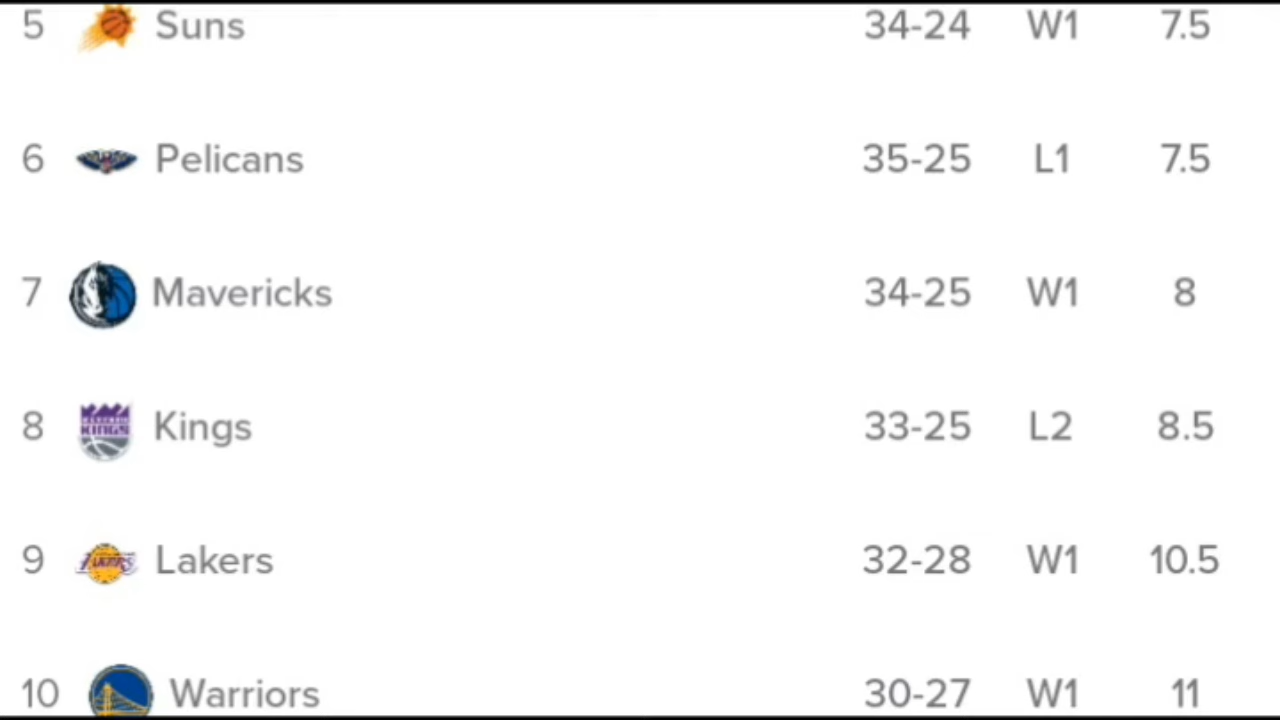 5 Suns 34-24 W1 7.5
6 Pelicans 35-25 L1 7.5
7 Mavericks 34-25 W1 8
8 KINGS Kings 33-25 L2 8.5
9 LAKERS Lakers 32-28 W1 10.5
10 Warriors 30-27 W1 11